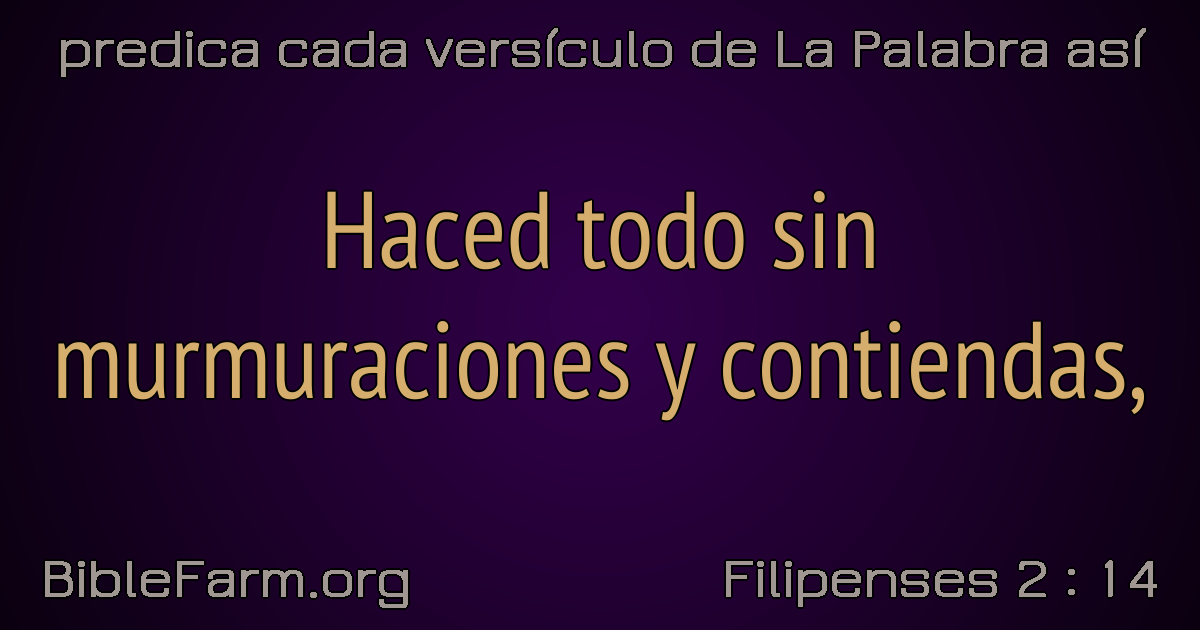 predica cada versículo de La Palabra así
Haced todo sin
murmuraciones y contiendas,
BibleFarm.org
Filipenses 2 : 14